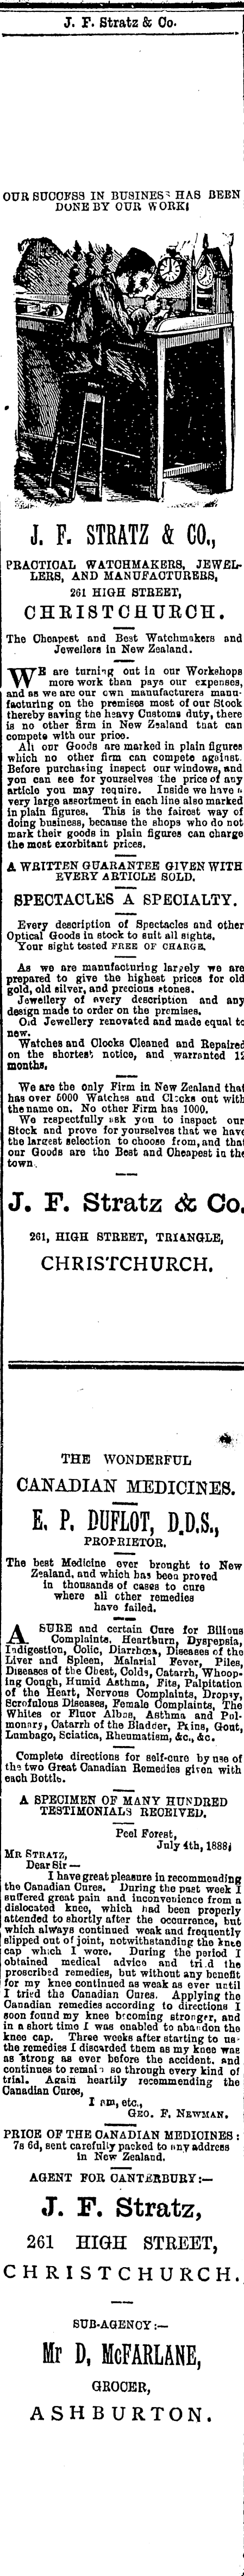 J. F. Stratz & Co.
OUR SUCCESS IN BUSINESS HAS BEEN
DONE BY OUR WORK!
J. F. STRATZ & CO.,
PRACTICAL WATCHMAKERS, JEWEL-
LERS, AND MANUFACTURERS,
261 HIGH STREET,
CHRISTCHURCH.
The Cheapest and Best Watchmakers and
Jewellers in New Zealand.
WE are turning out in our Workshops
more work than pays our expenses,
and as we are our own manufacturers manu-
facturing on the premises most of our Stock
thereby saving the heavy Customs duty, there
is no other firm in New Zealand that can
compete with our price.
All our Goods are marked in plain figures
which no other firm can compete against.
Before purchasing inspect our windows, and
you can see for yourselves the price of any
article you may require. Inside we have a
very large assortment in each line also marked
in plain figures. This is the fairest way of
doing business, because the shops who do not
mark their goods in plain figures can charge
the most exorbitant prices.
A WRITTEN GUARANTEE GIVEN WITH
EVERY ARTICLE SOLD.
SPECTACLES A SPECIALTY.
Every description of Spectacles and other
Optical Goods in stock to suit all sights.
Your sight tested FREE OF CHARGE.
As we are manufacturing largely we are
prepared to give the highest prices for old
gold, old silver, and precious stones.
Jewellery of every description and any
design made to order on the premises.
Old Jewellery renovated and made equal to
new.
Watches and Clocks Cleaned and Repaired
on the shortest notice, and warranted 12
months.
We are the only Firm in New Zealand that
has over 5000 Watches and Clocks out with
the name on. No other Firm has 1000.
We respectfully ask you to inspect our
Stock and prove for yourselves that we have
the largest selection to choose from, and that
our Goods are the Best and Cheapest in the
town.
J. F. Stratz & Co.
261, HIGH STREET, TRIANGLE,
CHRISTCHURCH.
THE WONDERFUL
CANADIAN MEDICINES.
E. P. DUFLOT, D.D.S.,
PROPRIETOR.
The best Medicine ever brought to New
Zealand, and which has been proved
in thousands of cases to cure
where all other remedies
have failed.
A SURE and certain Cure for Billous
Complaints. Heartburn, Dyspepsia,
Indigestion, Colic, Diarrhœa, Diseases of the
Liver and Spleen, Malarial Fever, Piles,
Diseases of the Chest, Colds, Catarrh, Whoop-
ing Cough, Humid Asthma, Fits, Palpitation
of the Heart, Nervous Complaints, Dropsy,
Scrofulous Diseases, Female Complaints, The
Whites or Fluor Albus, Asthma and Pul-
monary, Catarrh of the Bladder, Pains, Gout,
Lumbago, Sciatica, Rheumatism, &c., &c.
Complete directions for self-cure by use of
the two Great Canadian Remedies given with
each Bottle.
A SPECIMEN OF MANY HUNDRED
TESTIMONIALS RECEIVED.
Peel Forest,
July 4th, 1888;
MR STRATZ,
Dear Sir —
I have great pleasure in recommending
the Canadian Cures. During the past week I
suffered great pain and inconvenience from a
dislocated knee, which had been properly
attended to shortly after the occurrence, but
which always continued weak and frequently
slipped out of joint, notwithstanding the knee
cap which I wore. During the period I
obtained medical advice and tried the
proscribed remedies, but without any benefit
for my knee continued as weak as ever until
I tried the Canadian Cures. Applying the
Canadian remedies according to directions I
soon found my knee becoming stronger, and
in a short time I was enabled to abandon the
knee cap. Three weeks after starting to use
the remedies I discarded them as my knee was
as strong as ever before the accident, and
continues to remain so through every kind of
trial. Again heartily recommending the
Canadian Cures,
I am, etc.,
GEO. F. NEWMAN.
PRICE OF THE CANADIAN MEDICINES:
7s 6d, sent carefully packed to any address
in New Zealand.
AGENT FOR CANTERBURY:—
J. F. Stratz,
261 HIGH STREET,
CHRISTCHURCH.
SUB-AGENCY:—
Mr D, McFARLANE,
GROCER,
ASHBURTON.